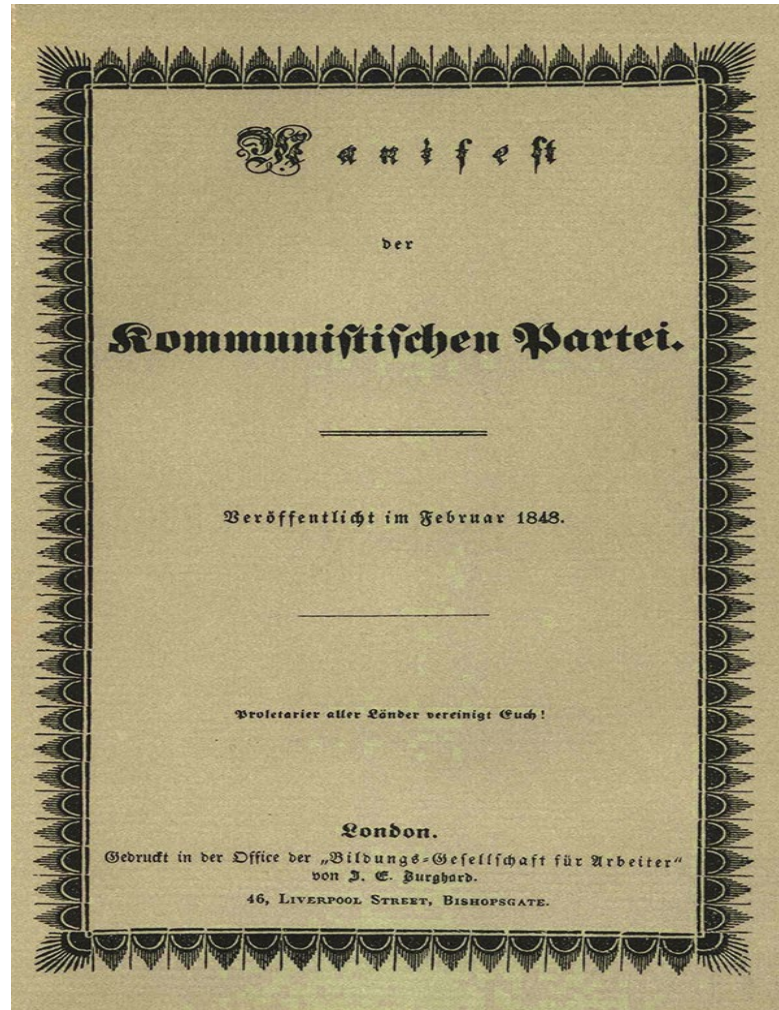 Manifest
der
Kommunistischen Partei.
Veröffentlicht im Februar 1848.
Proletarier aller Länder vereinigt Euch!
London.
Gedruckt in der Office der „Bildungs=Gesellschaft für Arbeiter“
von J. E. Burghard.
46, LIVERPOOL STREET, BISHOPSGATE.